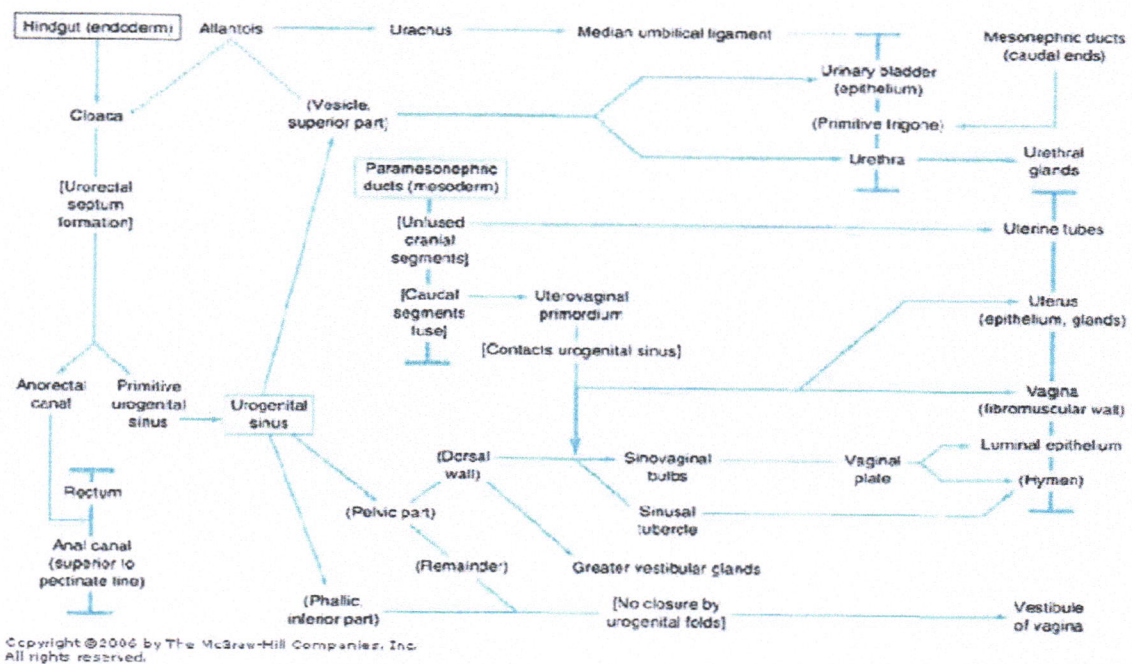 Hindgut (endoderm)
Allantois
Urachus
Median umbilical ligament
Mesonephric ducts
(caudal ends)
Urinary bladder
(epithelium)
Cloaca
(Vesicle,
superior part)
(Primitive trigone)
Urethra
Urethral
glands
Paramesonephric
ducts (mesoderm)
[Urorectal
septum
formation]
[Unfused
cranial
segments]
Uterine tubes
[Caudal
segments
fuse]
Uterovaginal
primordium
Uterus
(epithelium, glands)
[Contacts urogenital sinus]
Anorectal
canal
Primitive
urogenital
sinus
Urogenital
sinus
Vagina
(fibromuscular wall)
(Dorsal
wall)
Sinovaginal
bulbs
Vaginal
plate
Luminal epithelium
(Hymen)
Rectum
(Pelvic part)
Sinusal
tubercle
Anal canal
(superior to
pectinate line)
(Remainder)
Greater vestibular glands
(Phallic,
inferior part)
[No closure by
urogenital folds]
Vestibule
of vagina
Copyright ©2006 by The McGraw-Hill Companies, Inc.
All rights reserved.